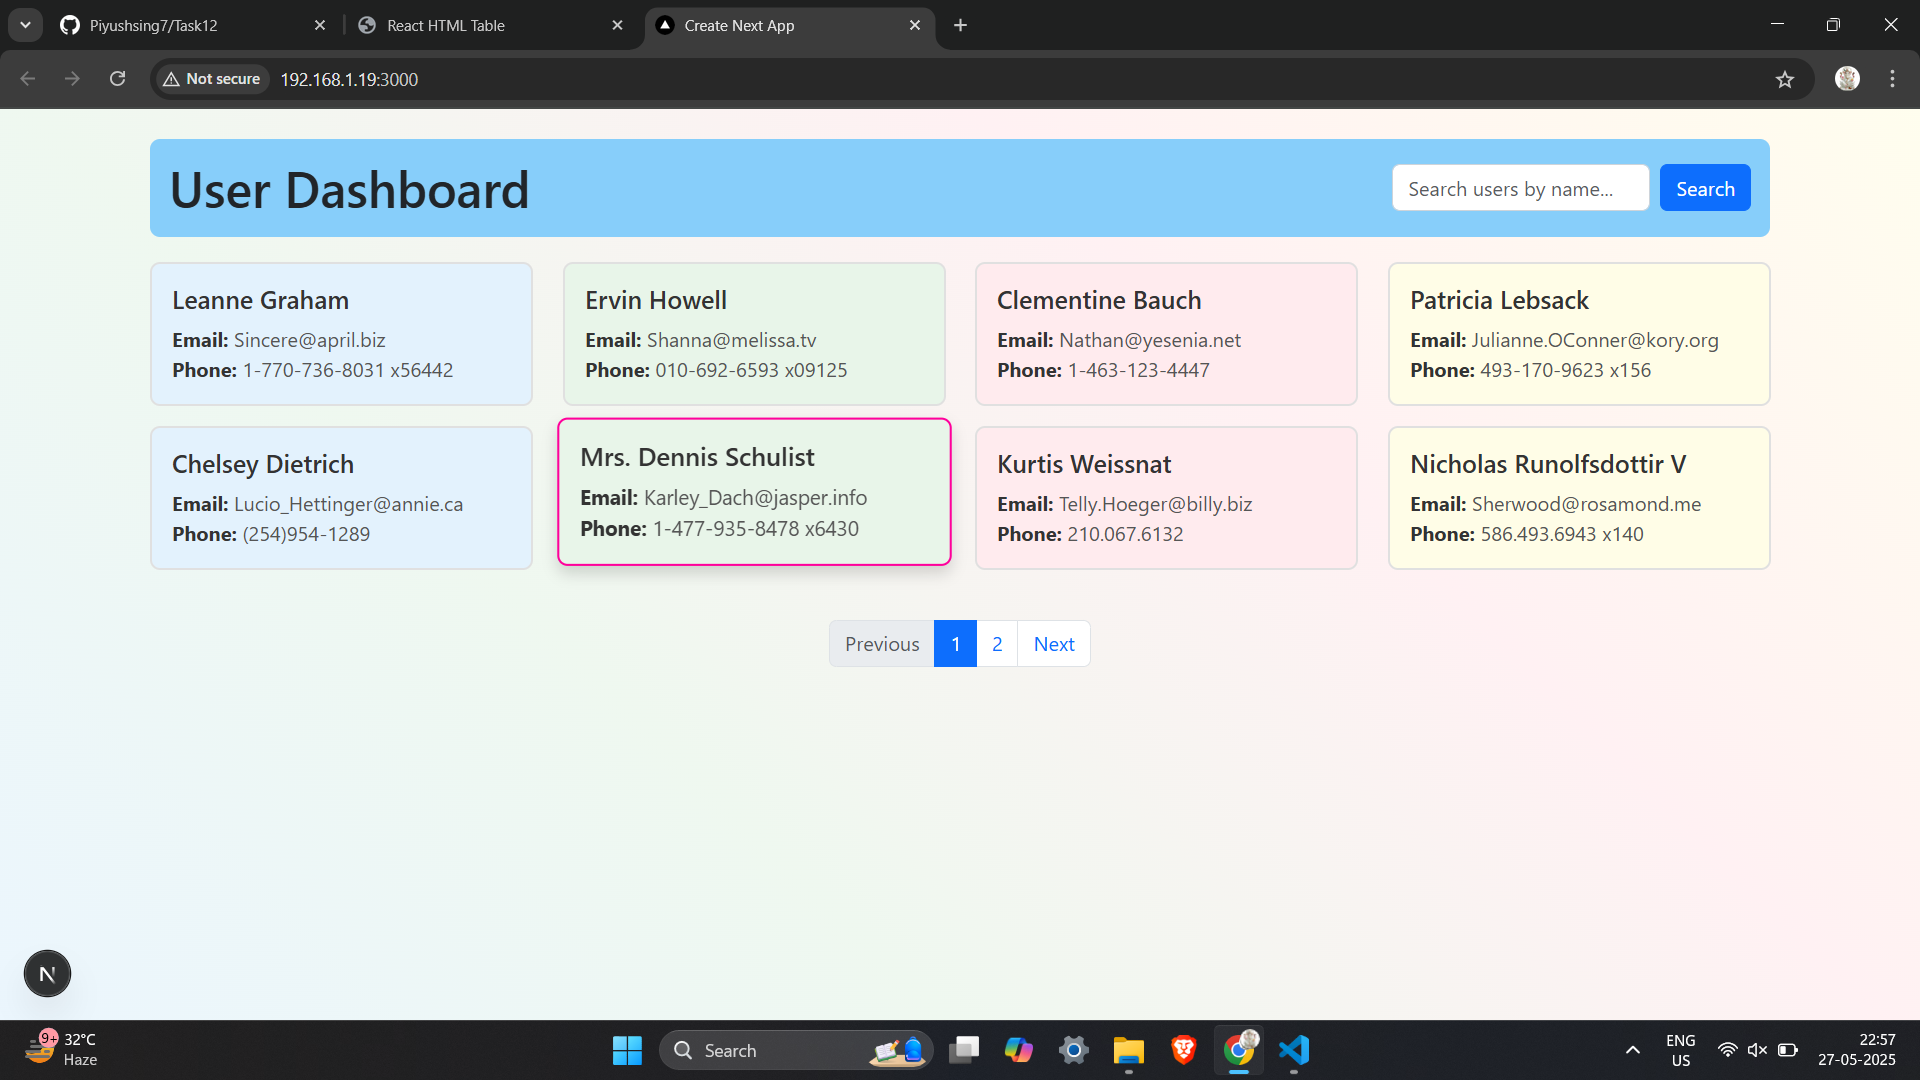 Piyushsing7/Task12
React HTML Table
Create Next App
Not secure
192.168.1.19:3000
User Dashboard
Search users by name...
Search
Leanne Graham
Email: Sincere@april.biz
Phone: 1-770-736-8031 x56442
Ervin Howell
Email: Shanna@melissa.tv
Phone: 010-692-6593 x09125
Clementine Bauch
Email: Nathan@yesenia.net
Phone: 1-463-123-4447
Patricia Lebsack
Email: Julianne.OConner@kory.org
Phone: 493-170-9623 x156
Chelsey Dietrich
Email: Lucio_Hettinger@annie.ca
Phone: (254)954-1289
Mrs. Dennis Schulist
Email: Karley_Dach@jasper.info
Phone: 1-477-935-8478 x6430
Kurtis Weissnat
Email: Telly.Hoeger@billy.biz
Phone: 210.067.6132
Nicholas Runolfsdottir V
Email: Sherwood@rosamond.me
Phone: 586.493.6943 x140
Previous
1
2
Next
N
9+
32°C
Haze
Search
ENG
US
22:57
27-05-2025